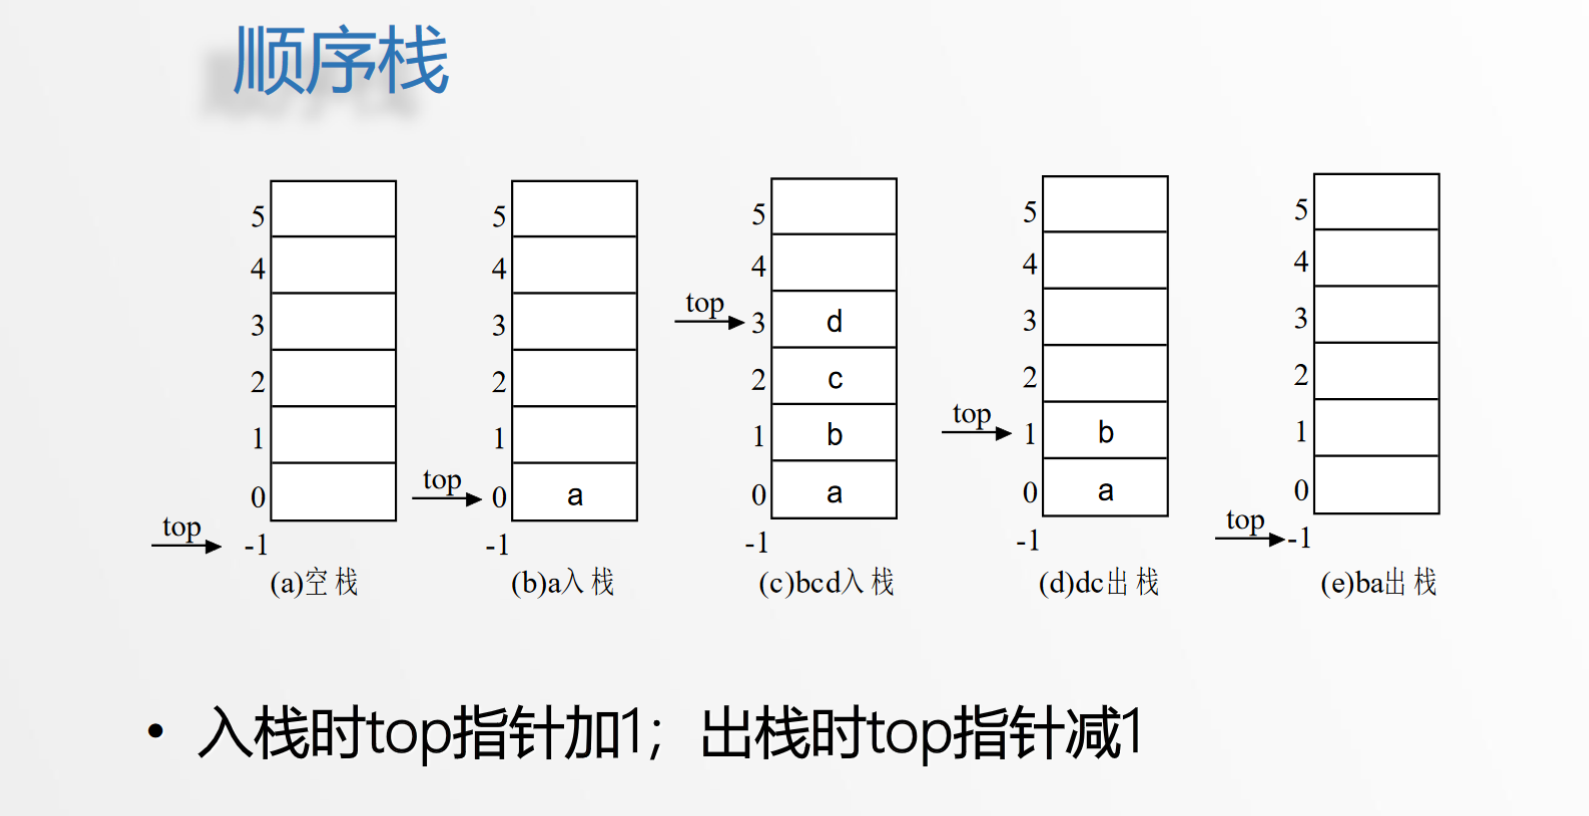 顺序栈
5 5 5 5 5
4 4 4 4 4
top 3 3 3 3 3
d
2 2 2 2 2
c
top 1 1 1 1 1
b b
top 0 0 0 0 0
a a a
top -1 -1 -1 -1 top -1
(a)空栈 (b)a入栈 (c)bcd入栈 (d)dc出栈 (e)ba出栈
• 入栈时top指针加1；出栈时top指针减1